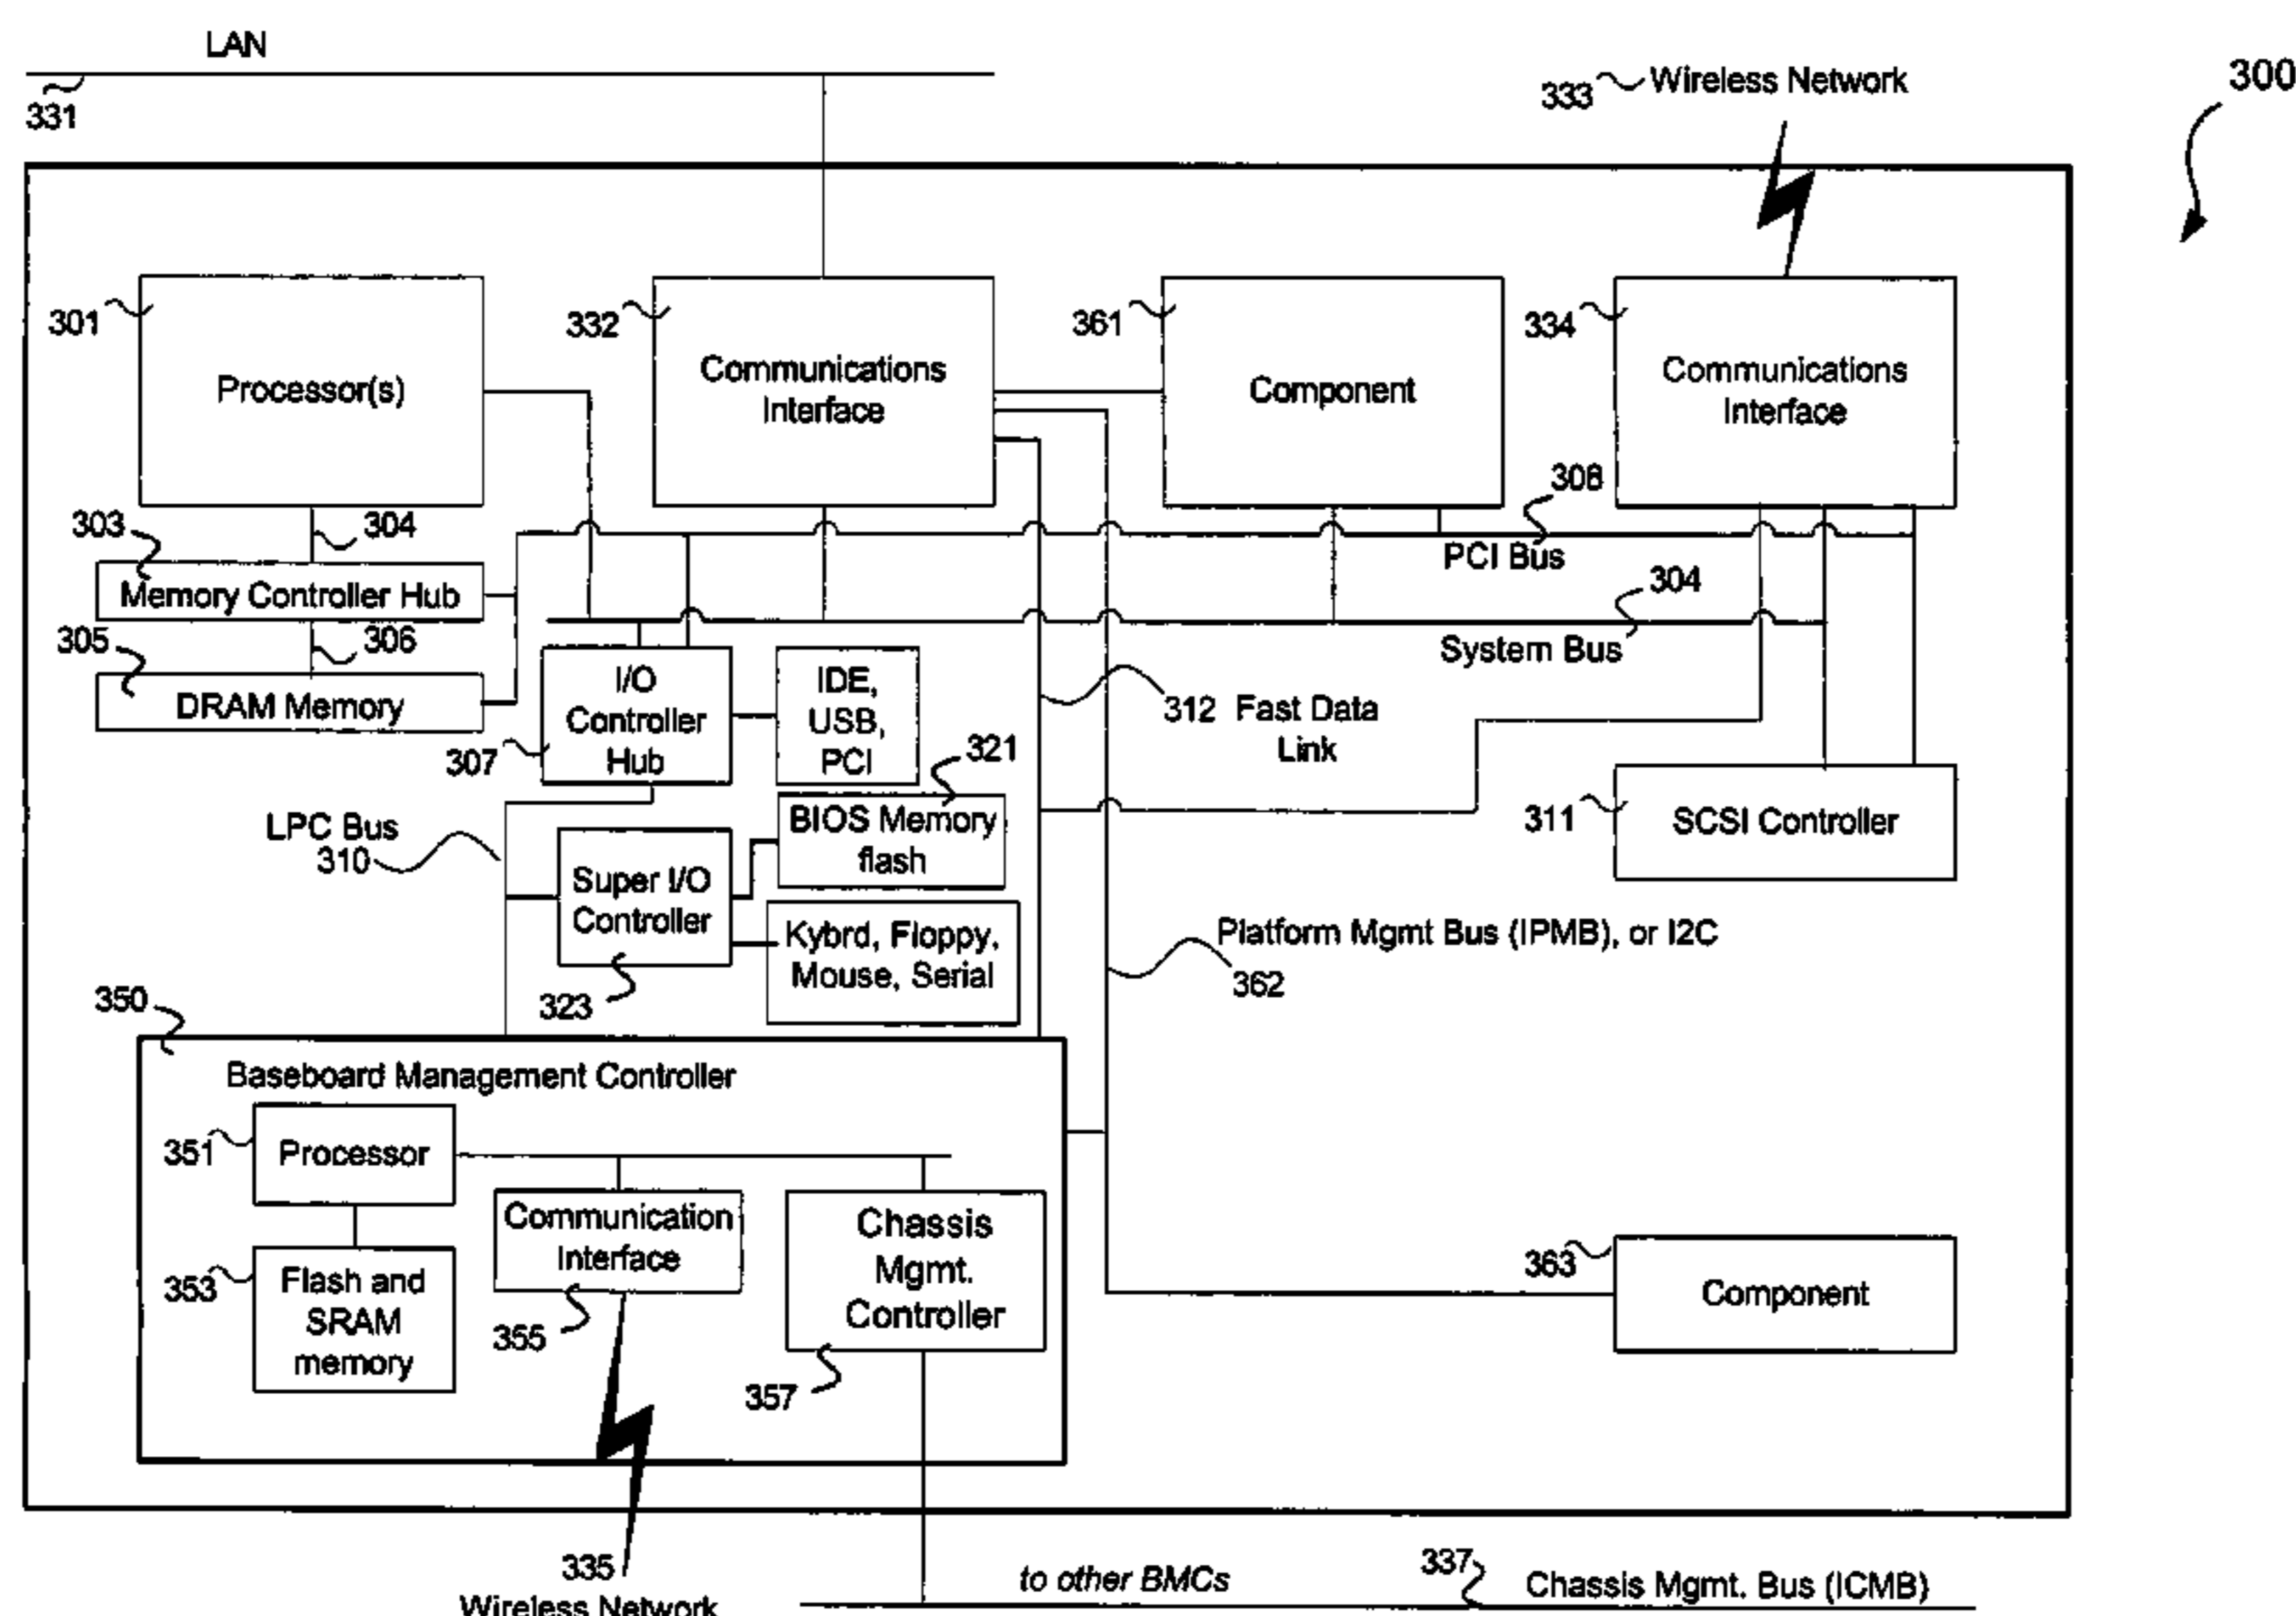 LAN
331
333 Wireless Network
300
301
Processor(s)
332
Communications
Interface
361
Component
334
Communications
Interface
303
304
308
PCI Bus
Memory Controller Hub
304
System Bus
305
306
DRAM Memory
I/O
Controller
Hub
307
IDE,
USB,
PCI
312 Fast Data
Link
321
BIOS Memory
flash
311
SCSI Controller
LPC Bus
310
Super I/O
Controller
323
Kybrd, Floppy,
Mouse, Serial
Platform Mgmt Bus (IPMB), or I2C
362
350
Baseboard Management Controller
351
Processor
353
Flash and
SRAM
memory
Communication
Interface
355
Chassis
Mgmt.
Controller
357
363
Component
335
Wireless Network
to other BMCs
337
Chassis Mgmt. Bus (ICMB)